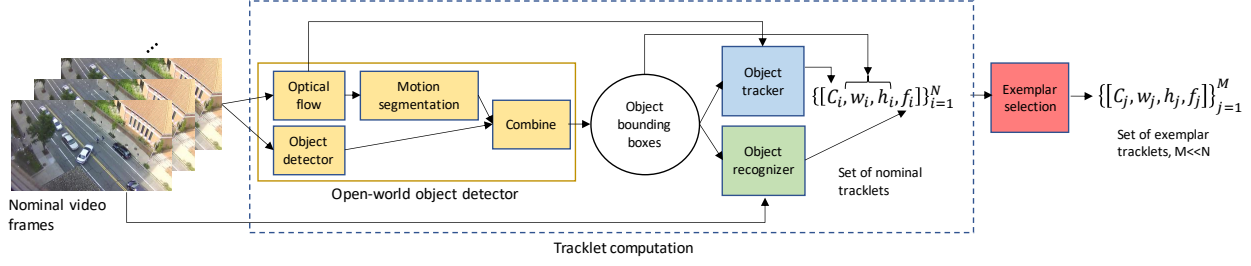 ...
Optical
flow
Motion
segmentation
Object
detector
Combine
Open-world object detector
Object
bounding
boxes
Object
tracker
Object
recognizer
{[C_i, w_i, h_i, f_i]}_{i=1}^N
Set of nominal
tracklets
Exemplar
selection
{[C_j, w_j, h_j, f_j]}_{j=1}^M
Set of exemplar
tracklets, M<<N
Nominal video
frames
Tracklet computation